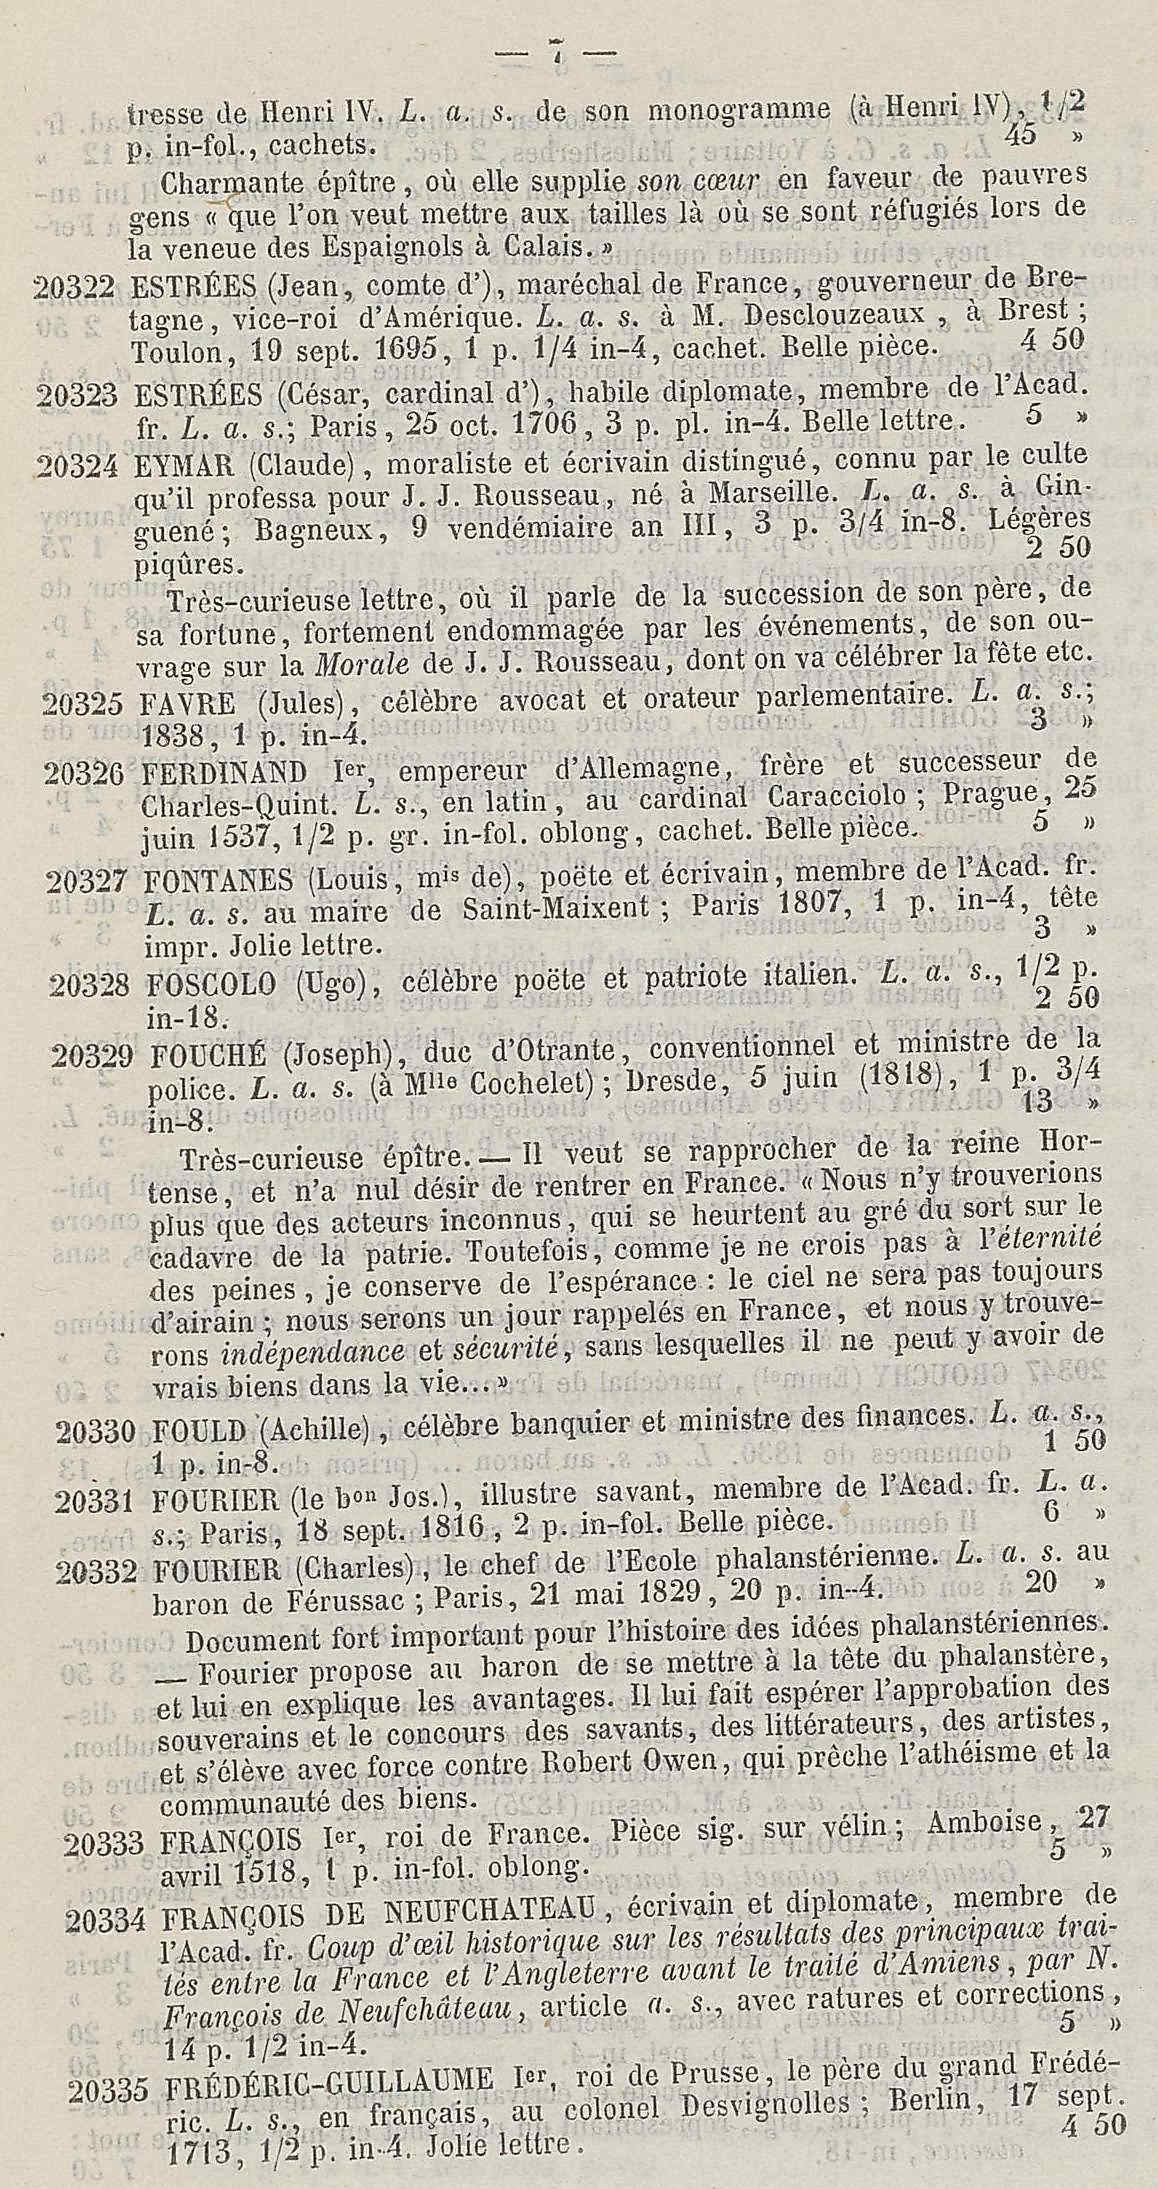 — 7 —
tresse de Henri IV. L. a. s. de son monogramme (à Henri IV), 1/2
p. in-fol., cachets. 45 »
Charmante épître, où elle supplie son cœur en faveur de pauvres
gens « que l'on veut mettre aux tailles là où se sont réfugiés lors de
la veneue des Espaignols à Calais. »
20322 ESTRÉES (Jean, comte d'), maréchal de France, gouverneur de Bre-
tagne, vice-roi d'Amérique. L. a. s. à M. Desclouzeaux, à Brest;
Toulon, 19 sept. 1695, 1 p. 1/4 in-4, cachet. Belle pièce. 4 50
20323 ESTRÉES (César, cardinal d'), habile diplomate, membre de l'Acad.
fr. L. a. s.; Paris, 25 oct. 1706, 3 p. pl. in-4. Belle lettre. 5 »
20324 EYMAR (Claude), moraliste et écrivain distingué, connu par le culte
qu'il professa pour J. J. Rousseau, né à Marseille. L. a. s. à Gin-
guené; Bagneux, 9 vendémiaire an III, 3 p. 3/4 in-8. Légères
piqûres. 2 50
Très-curieuse lettre, où il parle de la succession de son père, de
sa fortune, fortement endommagée par les événements, de son ou-
vrage sur la Morale de J. J. Rousseau, dont on va célébrer la fête etc.
20325 FAVRE (Jules), célèbre avocat et orateur parlementaire. L. a. s.;
1838, 1 p. in-4. 3 »
20326 FERDINAND Ier, empereur d'Allemagne, frère et successeur de
Charles-Quint. L. s., en latin, au cardinal Caracciolo; Prague, 25
juin 1537, 1/2 p. gr. in-fol. oblong, cachet. Belle pièce. 5 »
20327 FONTANES (Louis, mis de), poëte et écrivain, membre de l'Acad. fr.
L. a. s. au maire de Saint-Maixent; Paris 1807, 1 p. in-4, tête
impr. Jolie lettre. 3 »
20328 FOSCOLO (Ugo), célèbre poëte et patriote italien. L. a. s., 1/2 p.
in-18. 2 50
20329 FOUCHÉ (Joseph), duc d'Otrante, conventionnel et ministre de la
police. L. a. s. (à Mlle Cochelet); Dresde, 5 juin (1818), 1 p. 3/4
in-8. 13 »
Très-curieuse épître. — Il veut se rapprocher de la reine Hor-
tense, et n'a nul désir de rentrer en France. « Nous n'y trouverions
plus que des acteurs inconnus, qui se heurtent au gré du sort sur le
cadavre de la patrie. Toutefois, comme je ne crois pas à l'éternité
des peines, je conserve de l'espérance : le ciel ne sera pas toujours
d'airain; nous serons un jour rappelés en France, et nous y trouve-
rons indépendance et sécurité, sans lesquelles il ne peut y avoir de
vrais biens dans la vie... »
20330 FOULD (Achille), célèbre banquier et ministre des finances. L. a. s.,
1 p. in-8. 1 50
20331 FOURIER (le bon Jos.), illustre savant, membre de l'Acad. fr. L. a.
s.; Paris, 18 sept. 1816, 2 p. in-fol. Belle pièce. 6 »
20332 FOURIER (Charles), le chef de l'Ecole phalanstérienne. L. a. s. au
baron de Férussac; Paris, 21 mai 1829, 20 p. in-4. 20 »
Document fort important pour l'histoire des idées phalanstériennes.
— Fourier propose au baron de se mettre à la tête du phalanstère,
et lui en explique les avantages. Il lui fait espérer l'approbation des
souverains et le concours des savants, des littérateurs, des artistes,
et s'élève avec force contre Robert Owen, qui prêche l'athéisme et la
communauté des biens.
20333 FRANÇOIS Ier, roi de France. Pièce sig. sur vélin; Amboise, 27
avril 1518, 1 p. in-fol. oblong. 5 »
20334 FRANÇOIS DE NEUFCHATEAU, écrivain et diplomate, membre de
l'Acad. fr. Coup d'œil historique sur les résultats des principaux trai-
tés entre la France et l'Angleterre avant le traité d'Amiens, par N.
François de Neufchâteau, article a. s., avec ratures et corrections,
14 p. 1/2 in-4. 5 »
20335 FRÉDÉRIC-GUILLAUME Ier, roi de Prusse, le père du grand Frédé-
ric. L. s., en français, au colonel Desvignolles; Berlin, 17 sept.
1713, 1/2 p. in-4. Jolie lettre. 4 50